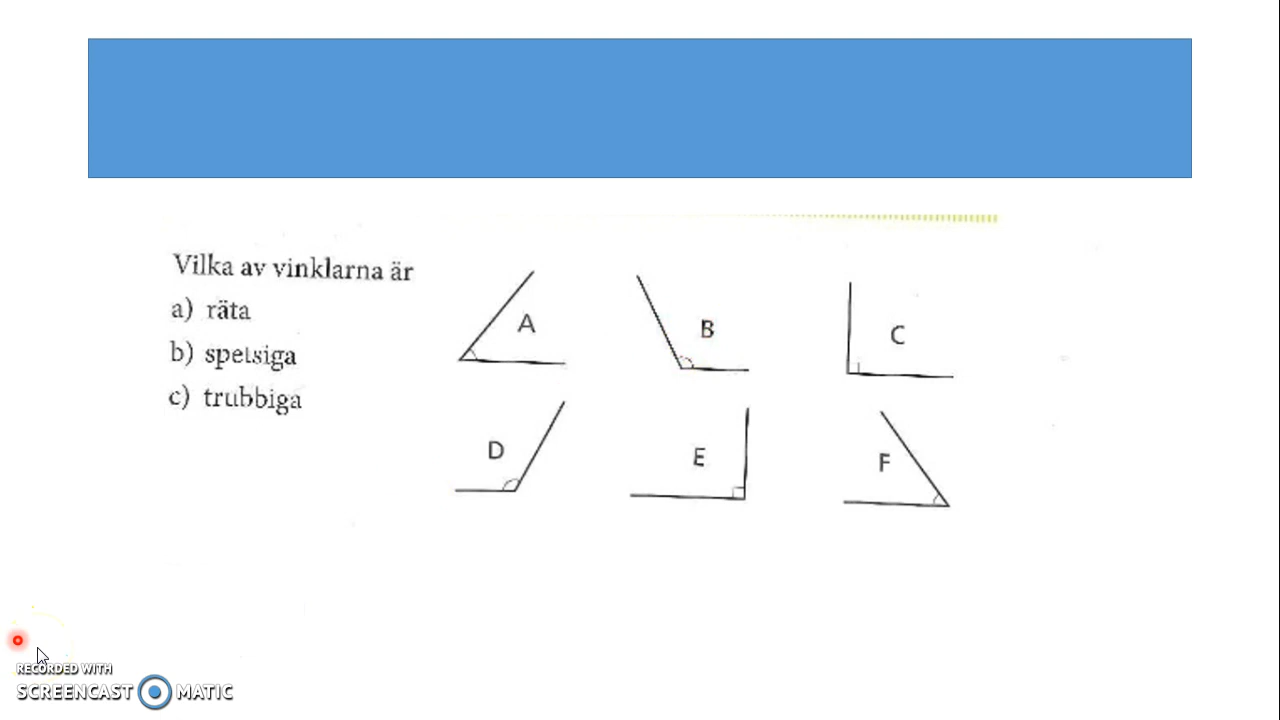 Vilka av vinklarna är
a) räta
b) spetsiga
c) trubbiga
A
B
C
D
E
F
RECORDED WITH
SCREENCAST MATIC